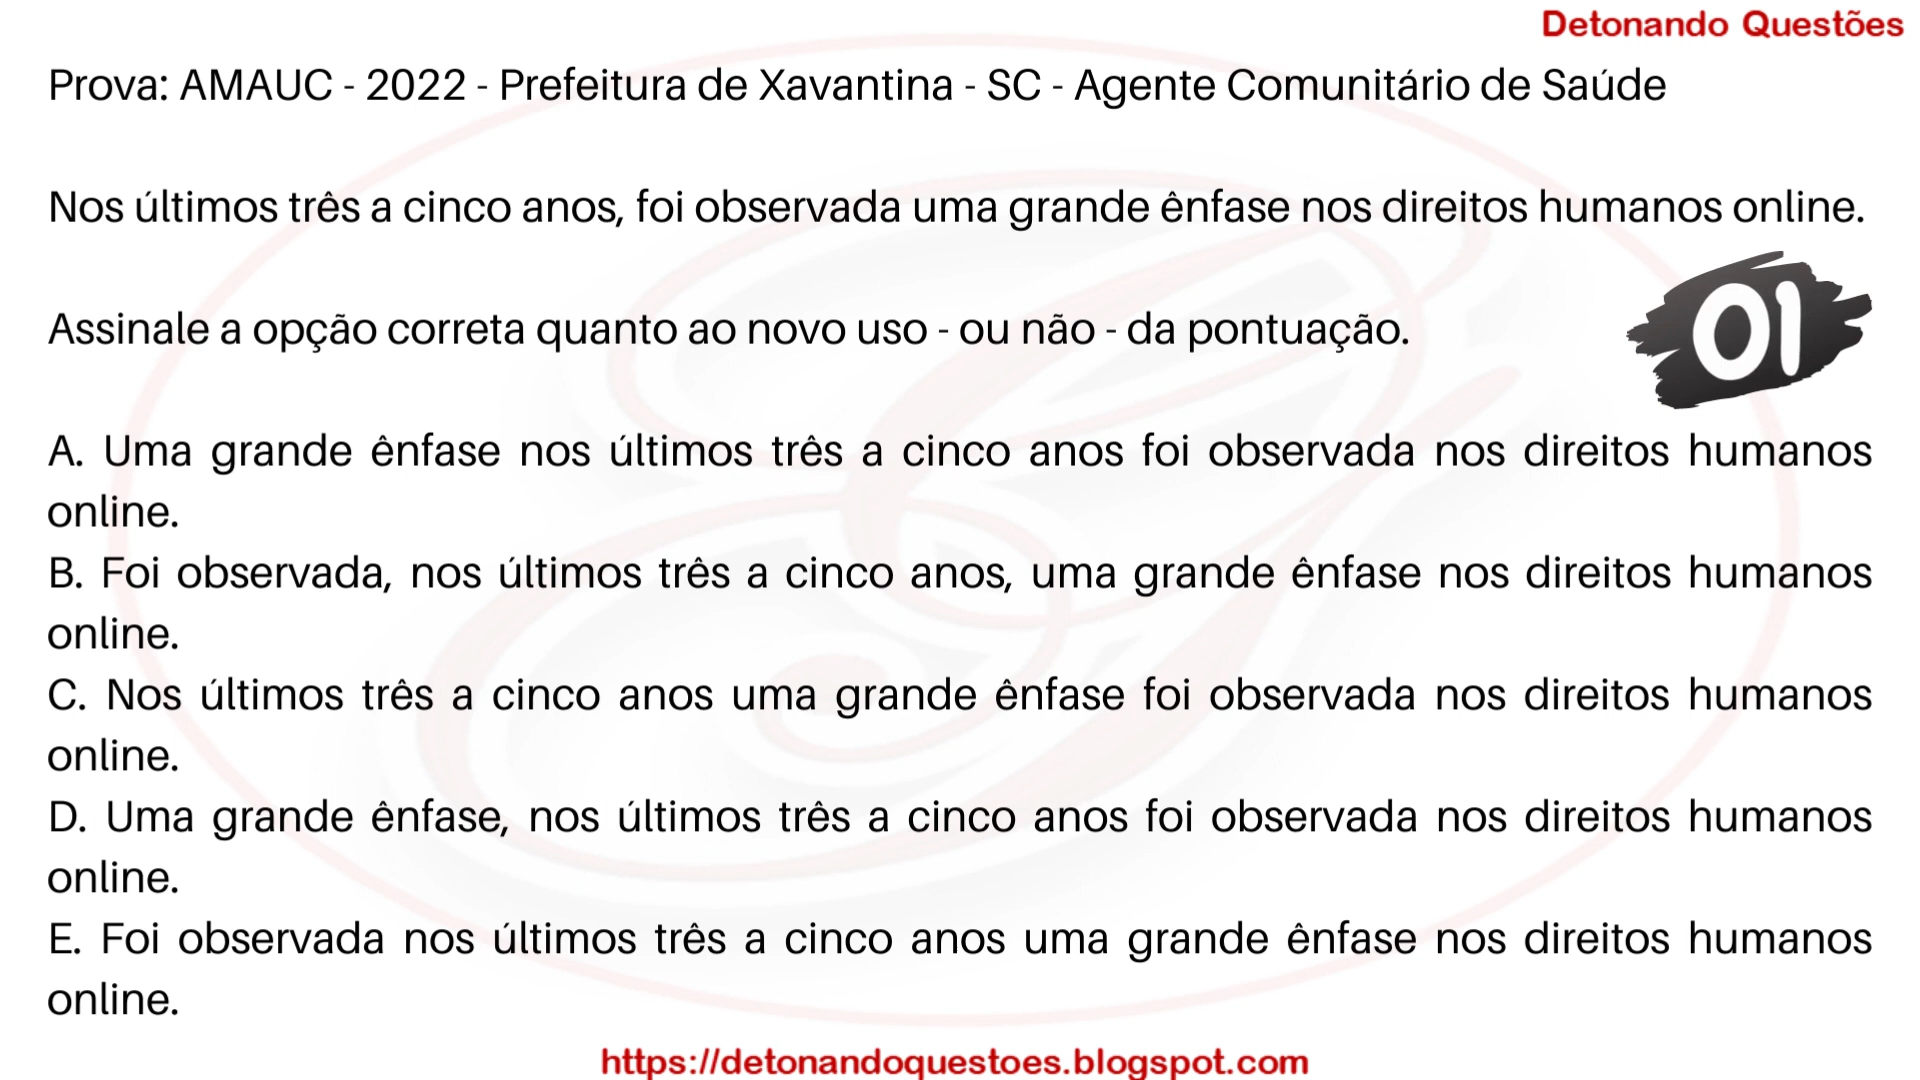 Detonando Questões
Prova: AMAUC - 2022 - Prefeitura de Xavantina - SC - Agente Comunitário de Saúde
Nos últimos três a cinco anos, foi observada uma grande ênfase nos direitos humanos online.
Assinale a opção correta quanto ao novo uso - ou não - da pontuação.
01
A. Uma grande ênfase nos últimos três a cinco anos foi observada nos direitos humanos
online.
B. Foi observada, nos últimos três a cinco anos, uma grande ênfase nos direitos humanos
online.
C. Nos últimos três a cinco anos uma grande ênfase foi observada nos direitos humanos
online.
D. Uma grande ênfase, nos últimos três a cinco anos foi observada nos direitos humanos
online.
E. Foi observada nos últimos três a cinco anos uma grande ênfase nos direitos humanos
online.
https://detonandoquestoes.blogspot.com